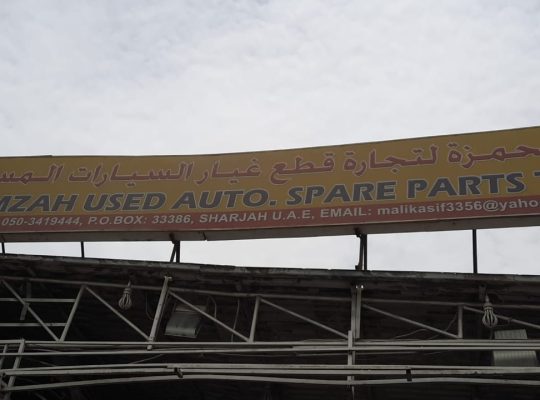 حمزة لتجارة قطع غيار السيارات المس
MZAH USED AUTO. SPARE PARTS T
050-3419444, P.O.BOX: 33386, SHARJAH U.A.E, EMAIL: malikasif3356@yaho